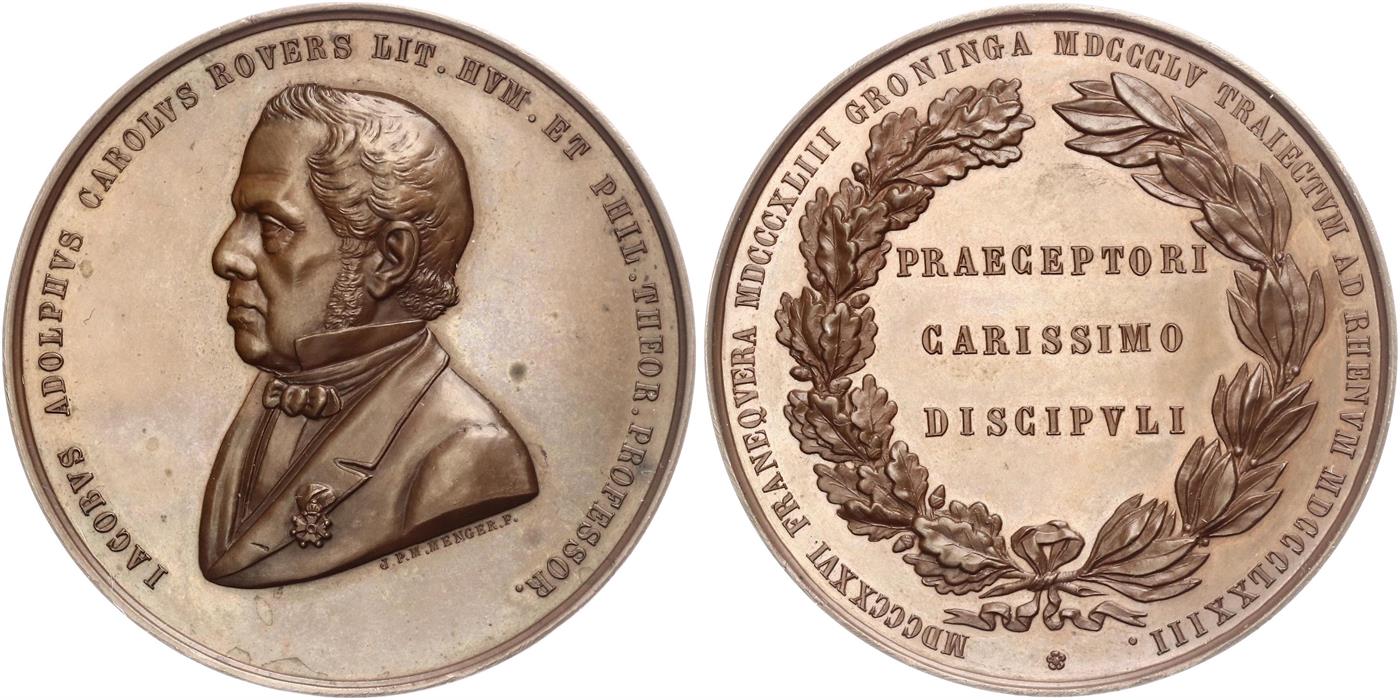 IACOBVS ADOLPHVS CAROLVS ROVERS LIT. HVM. ET PHIL. THEOR. PROFESSOR.
J. P. M. MENGER. F.
MDCCCXXVI FRANEQVERA MDCCCXLIII GRONINGA MDCCCLV TRAIECTVM AD RHENVM MDCCCLXXIII.
PRAECEPTORI
CARISSIMO
DISCIPVLI